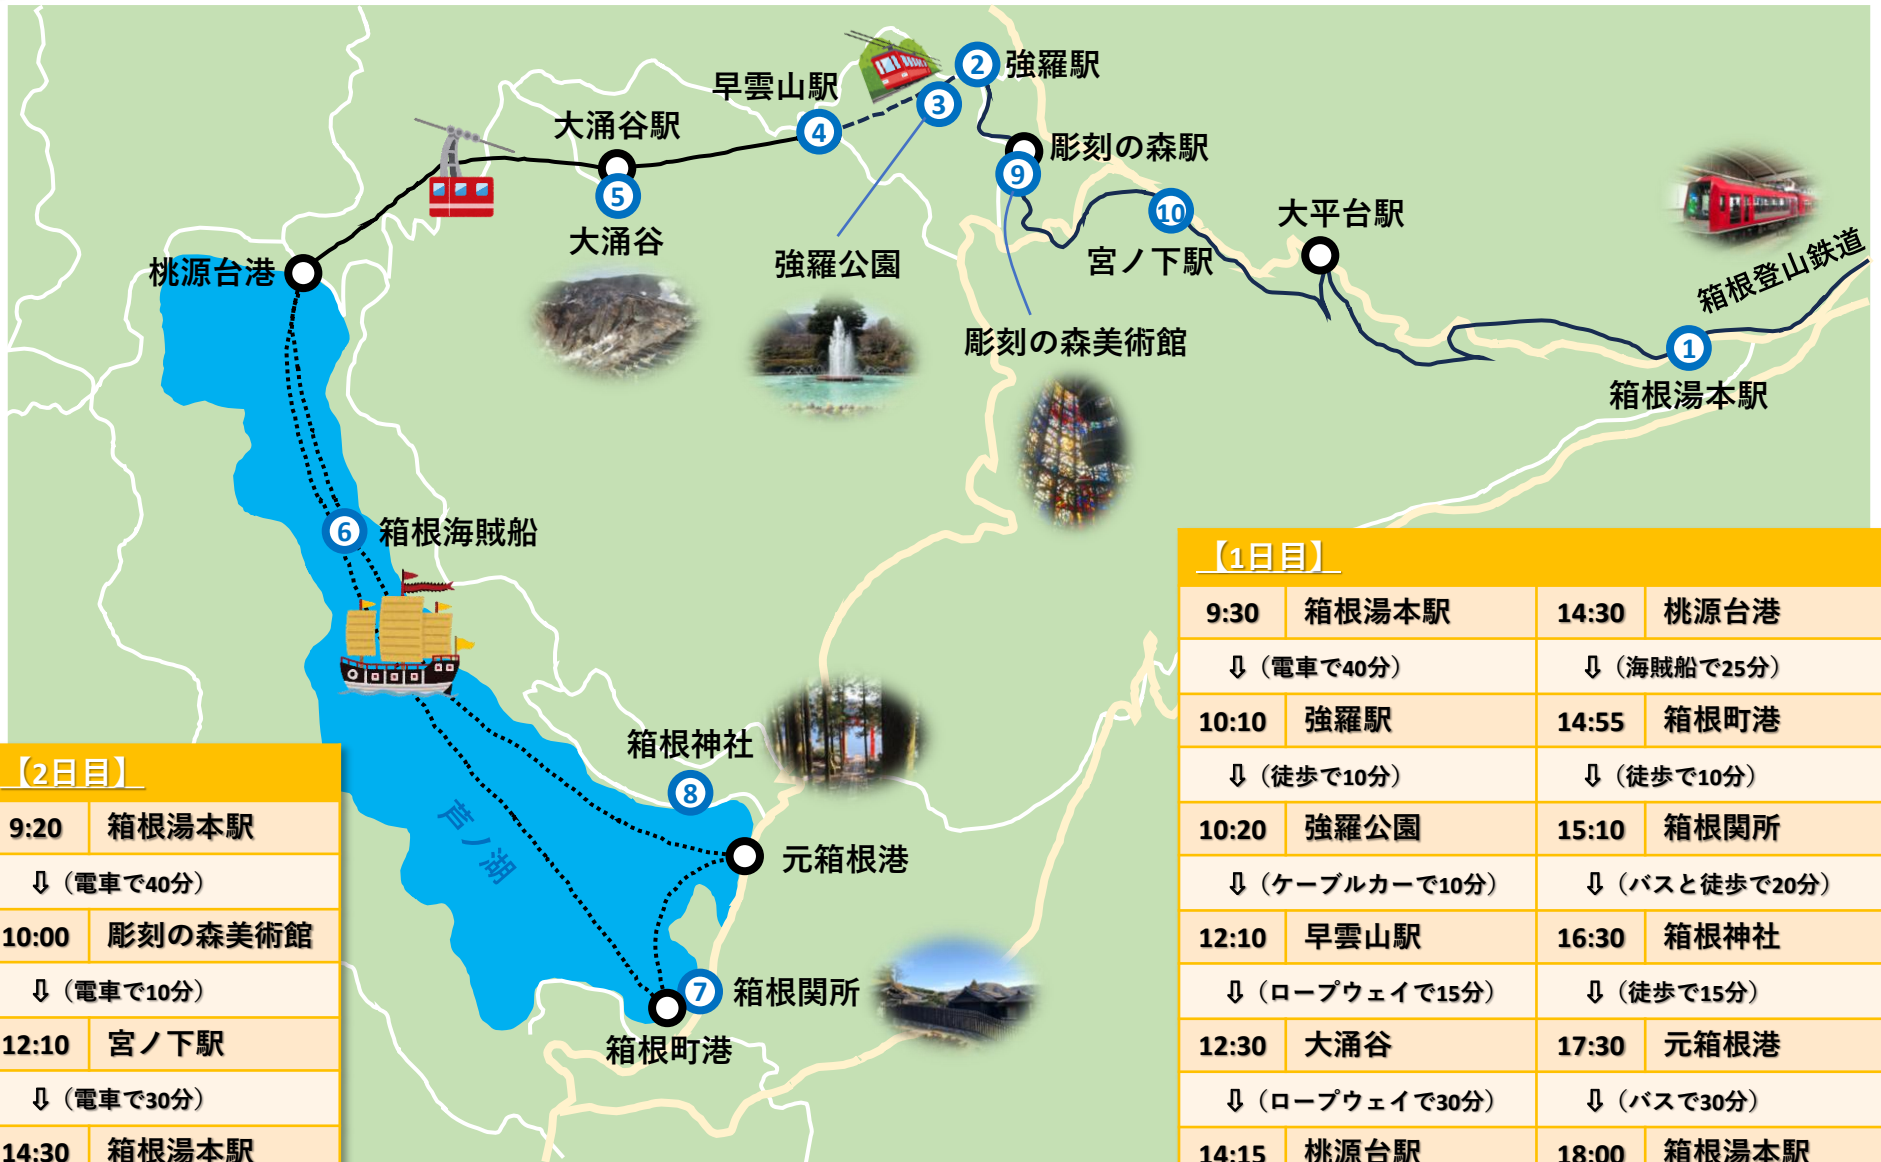 2
強羅駅
早雲山駅
3
4
大涌谷駅
5
大涌谷
彫刻の森駅
9
10
宮ノ下駅
大平台駅
強羅公園
彫刻の森美術館
箱根登山鉄道
1
箱根湯本駅
桃源台港
6
箱根海賊船
箱根神社
8
芦ノ湖
元箱根港
7
箱根関所
箱根町港
【1日目】
9:30 箱根湯本駅
⇩（電車で40分）
10:10 強羅駅
⇩（徒歩で10分）
10:20 強羅公園
⇩（ケーブルカーで10分）
12:10 早雲山駅
⇩（ロープウェイで15分）
12:30 大涌谷
⇩（ロープウェイで30分）
14:15 桃源台駅
14:30 桃源台港
⇩（海賊船で25分）
14:55 箱根町港
⇩（徒歩で10分）
15:10 箱根関所
⇩（バスと徒歩で20分）
16:30 箱根神社
⇩（徒歩で15分）
17:30 元箱根港
⇩（バスで30分）
18:00 箱根湯本駅
【2日目】
9:20 箱根湯本駅
⇩（電車で40分）
10:00 彫刻の森美術館
⇩（電車で10分）
12:10 宮ノ下駅
⇩（電車で30分）
14:30 箱根湯本駅